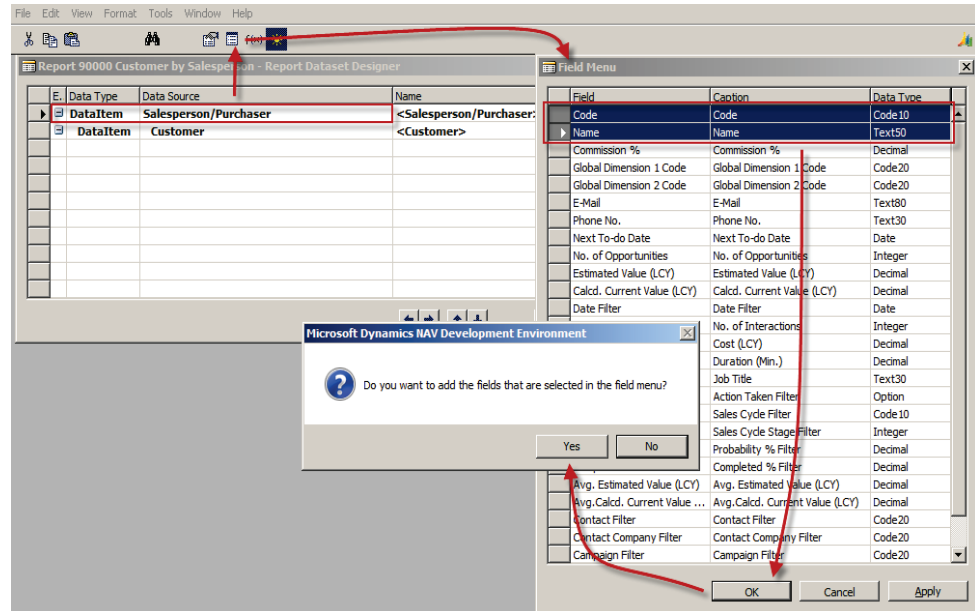 File Edit View Format Tools Window Help
Report 90000 Customer by Salesperson - Report Dataset Designer
E. Data Type Data Source Name
DataItem Salesperson/Purchaser <Salesperson/Purchaser>
DataItem Customer <Customer>
Field Menu
Field Caption Data Type
Code Code Code10
Name Name Text50
Commission % Commission % Decimal
Global Dimension 1 Code Global Dimension 1 Code Code20
Global Dimension 2 Code Global Dimension 2 Code Code20
E-Mail E-Mail Text80
Phone No. Phone No. Text30
Next To-do Date Next To-do Date Date
No. of Opportunities No. of Opportunities Integer
Estimated Value (LCY) Estimated Value (LCY) Decimal
Calcd. Current Value (LCY) Calcd. Current Value (LCY) Decimal
Date Filter Date Filter Date
No. of Interactions Integer
Cost (LCY) Decimal
Duration (Min.) Decimal
Job Title Text30
Action Taken Filter Option
Sales Cycle Filter Code10
Sales Cycle Stage Filter Integer
Probability % Filter Decimal
Completed % Filter Decimal
Avg. Estimated Value (LCY) Avg. Estimated Value (LCY) Decimal
Avg.Calcd. Current Value ... Avg.Calcd. Current Value (LCY) Decimal
Contact Filter Contact Filter Code20
Contact Company Filter Contact Company Filter Code20
Campaign Filter Campaign Filter Code20
OK Cancel Apply
Microsoft Dynamics NAV Development Environment
Do you want to add the fields that are selected in the field menu?
Yes No